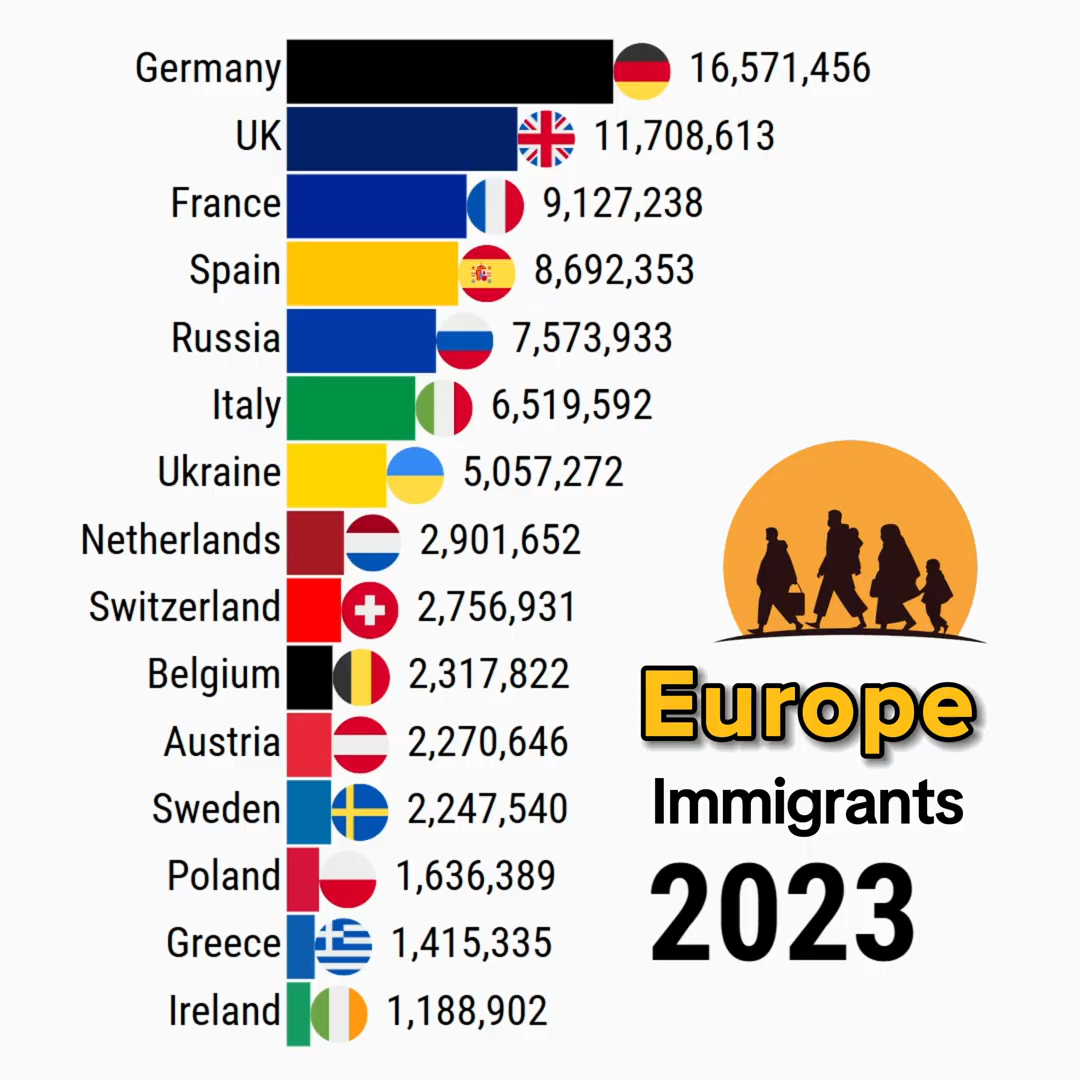 Germany 16,571,456
UK 11,708,613
France 9,127,238
Spain 8,692,353
Russia 7,573,933
Italy 6,519,592
Ukraine 5,057,272
Netherlands 2,901,652
Switzerland 2,756,931
Belgium 2,317,822
Austria 2,270,646
Sweden 2,247,540
Poland 1,636,389
Greece 1,415,335
Ireland 1,188,902
Europe
Immigrants
2023